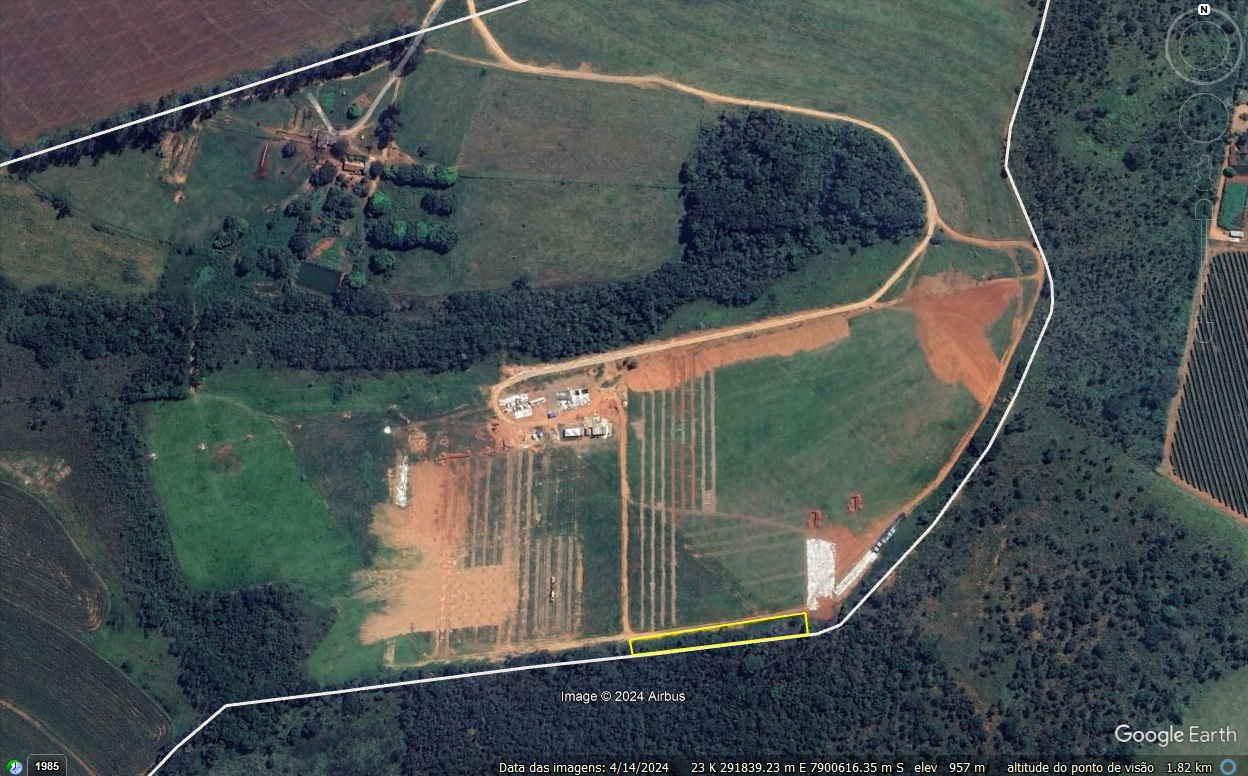 N
Image © 2024 Airbus
Google Earth
1985
Data das imagens: 4/14/2024 23 K 291839.23 m E 7900616.35 m S elev 957 m altitude do ponto de visão 1.82 km